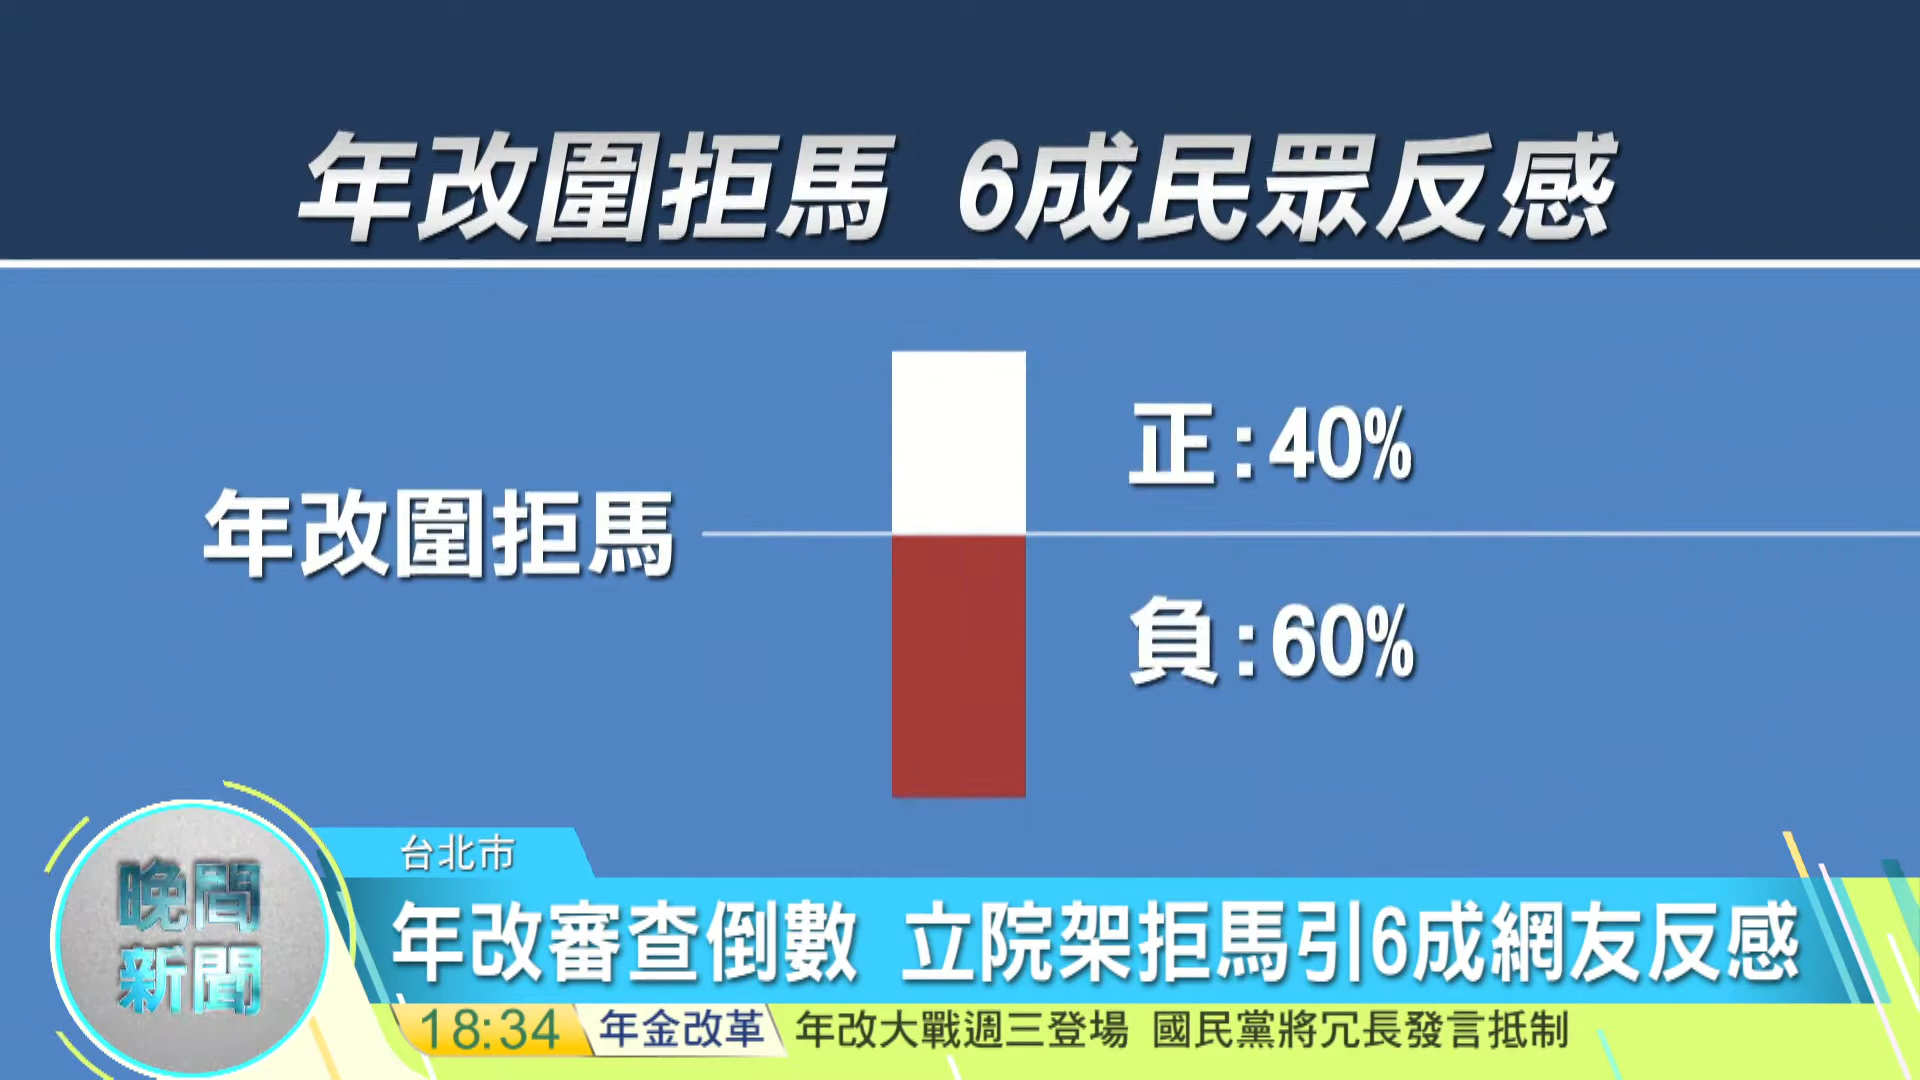 年改圍拒馬 6成民眾反感
年改圍拒馬
正:40%
負:60%
台北市
晚間
新聞
年改審查倒數 立院架拒馬引6成網友反感
18:34 年金改革 年改大戰週三登場 國民黨將冗長發言抵制